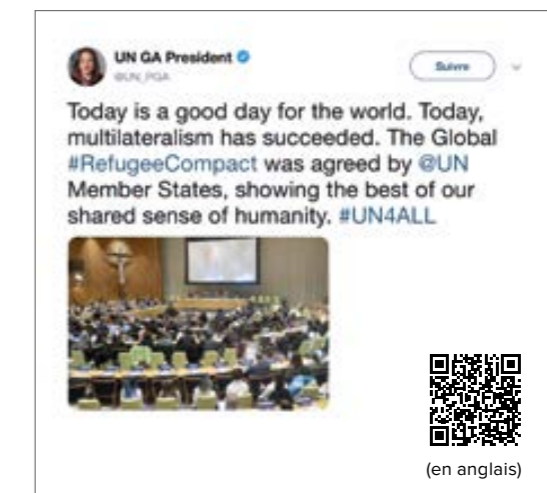 UN GA President
@UN_PGA
Suivre
Today is a good day for the world. Today,
multilateralism has succeeded. The Global
#RefugeeCompact was agreed by @UN
Member States, showing the best of our
shared sense of humanity. #UN4ALL
(en anglais)